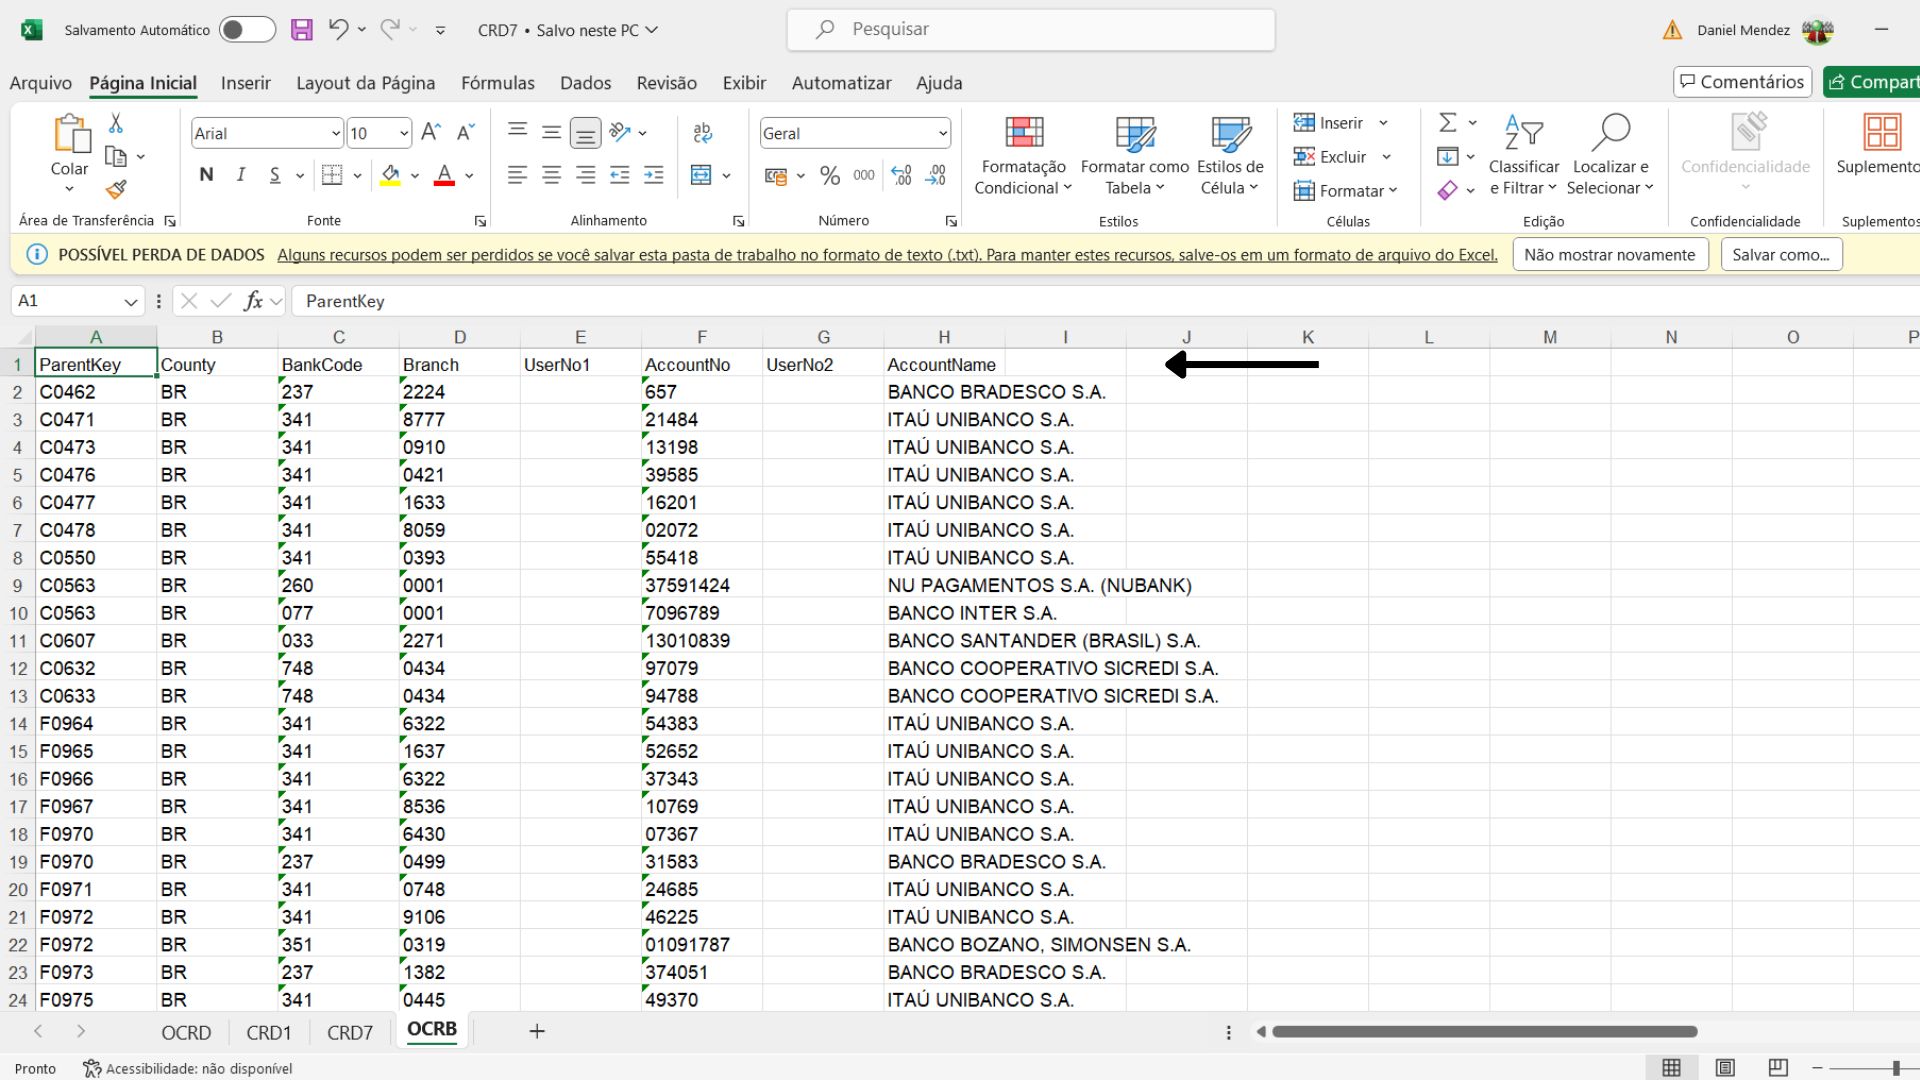 Salvamento Automático CRD7 • Salvo neste PC Pesquisar Daniel Mendez
Arquivo Página Inicial Inserir Layout da Página Fórmulas Dados Revisão Exibir Automatizar Ajuda Comentários Compart
Colar
Área de Transferência
Arial 10
N I S
Fonte
ab
Alinhamento
Geral
% 000 ,00
Número
Formatação Condicional
Formatar como Tabela
Estilos de Célula
Estilos
Inserir
Excluir
Formatar
Células
Classificar e Filtrar
Localizar e Selecionar
Edição
Confidencialidade
Confidencialidade
Suplemento
Suplementos
POSSÍVEL PERDA DE DADOS Alguns recursos podem ser perdidos se você salvar esta pasta de trabalho no formato de texto (.txt). Para manter estes recursos, salve-os em um formato de arquivo do Excel. Não mostrar novamente Salvar como...
A1 fx ParentKey
A B C D E F G H I J K L M N O P
1 ParentKey County BankCode Branch UserNo1 AccountNo UserNo2 AccountName
2 C0462 BR 237 2224 657 BANCO BRADESCO S.A.
3 C0471 BR 341 8777 21484 ITAÚ UNIBANCO S.A.
4 C0473 BR 341 0910 13198 ITAÚ UNIBANCO S.A.
5 C0476 BR 341 0421 39585 ITAÚ UNIBANCO S.A.
6 C0477 BR 341 1633 16201 ITAÚ UNIBANCO S.A.
7 C0478 BR 341 8059 02072 ITAÚ UNIBANCO S.A.
8 C0550 BR 341 0393 55418 ITAÚ UNIBANCO S.A.
9 C0563 BR 260 0001 37591424 NU PAGAMENTOS S.A. (NUBANK)
10 C0563 BR 077 0001 7096789 BANCO INTER S.A.
11 C0607 BR 033 2271 13010839 BANCO SANTANDER (BRASIL) S.A.
12 C0632 BR 748 0434 97079 BANCO COOPERATIVO SICREDI S.A.
13 C0633 BR 748 0434 94788 BANCO COOPERATIVO SICREDI S.A.
14 F0964 BR 341 6322 54383 ITAÚ UNIBANCO S.A.
15 F0965 BR 341 1637 52652 ITAÚ UNIBANCO S.A.
16 F0966 BR 341 6322 37343 ITAÚ UNIBANCO S.A.
17 F0967 BR 341 8536 10769 ITAÚ UNIBANCO S.A.
18 F0970 BR 341 6430 07367 ITAÚ UNIBANCO S.A.
19 F0970 BR 237 0499 31583 BANCO BRADESCO S.A.
20 F0971 BR 341 0748 24685 ITAÚ UNIBANCO S.A.
21 F0972 BR 341 9106 46225 ITAÚ UNIBANCO S.A.
22 F0972 BR 351 0319 01091787 BANCO BOZANO, SIMONSEN S.A.
23 F0973 BR 237 1382 374051 BANCO BRADESCO S.A.
24 F0975 BR 341 0445 49370 ITAÚ UNIBANCO S.A.
OCRD CRD1 CRD7 OCRB
Pronto Acessibilidade: não disponível